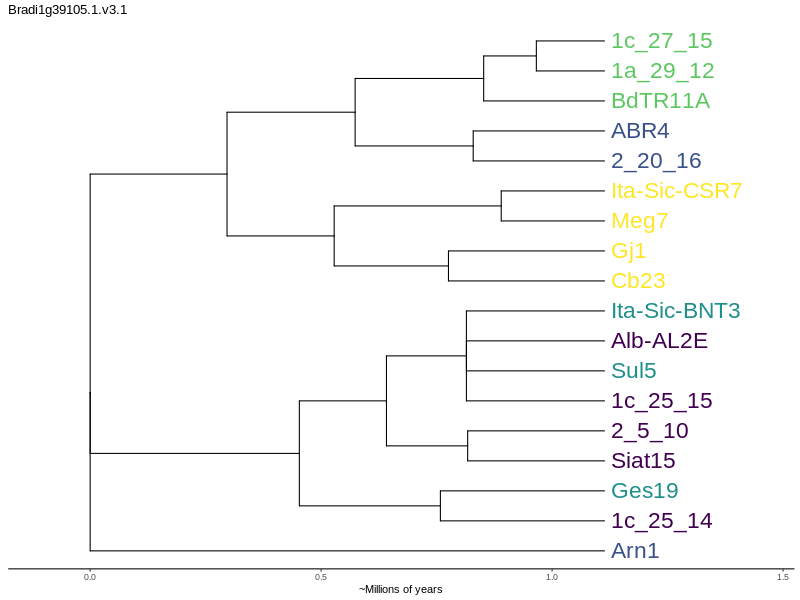 Bradi1g39105.1.v3.1
1c_27_15
1a_29_12
BdTR11A
ABR4
2_20_16
Ita-Sic-CSR7
Meg7
Gj1
Cb23
Ita-Sic-BNT3
Alb-AL2E
Sul5
1c_25_15
2_5_10
Siat15
Ges19
1c_25_14
Arn1
0.0 0.5 1.0 1.5
~Millions of years